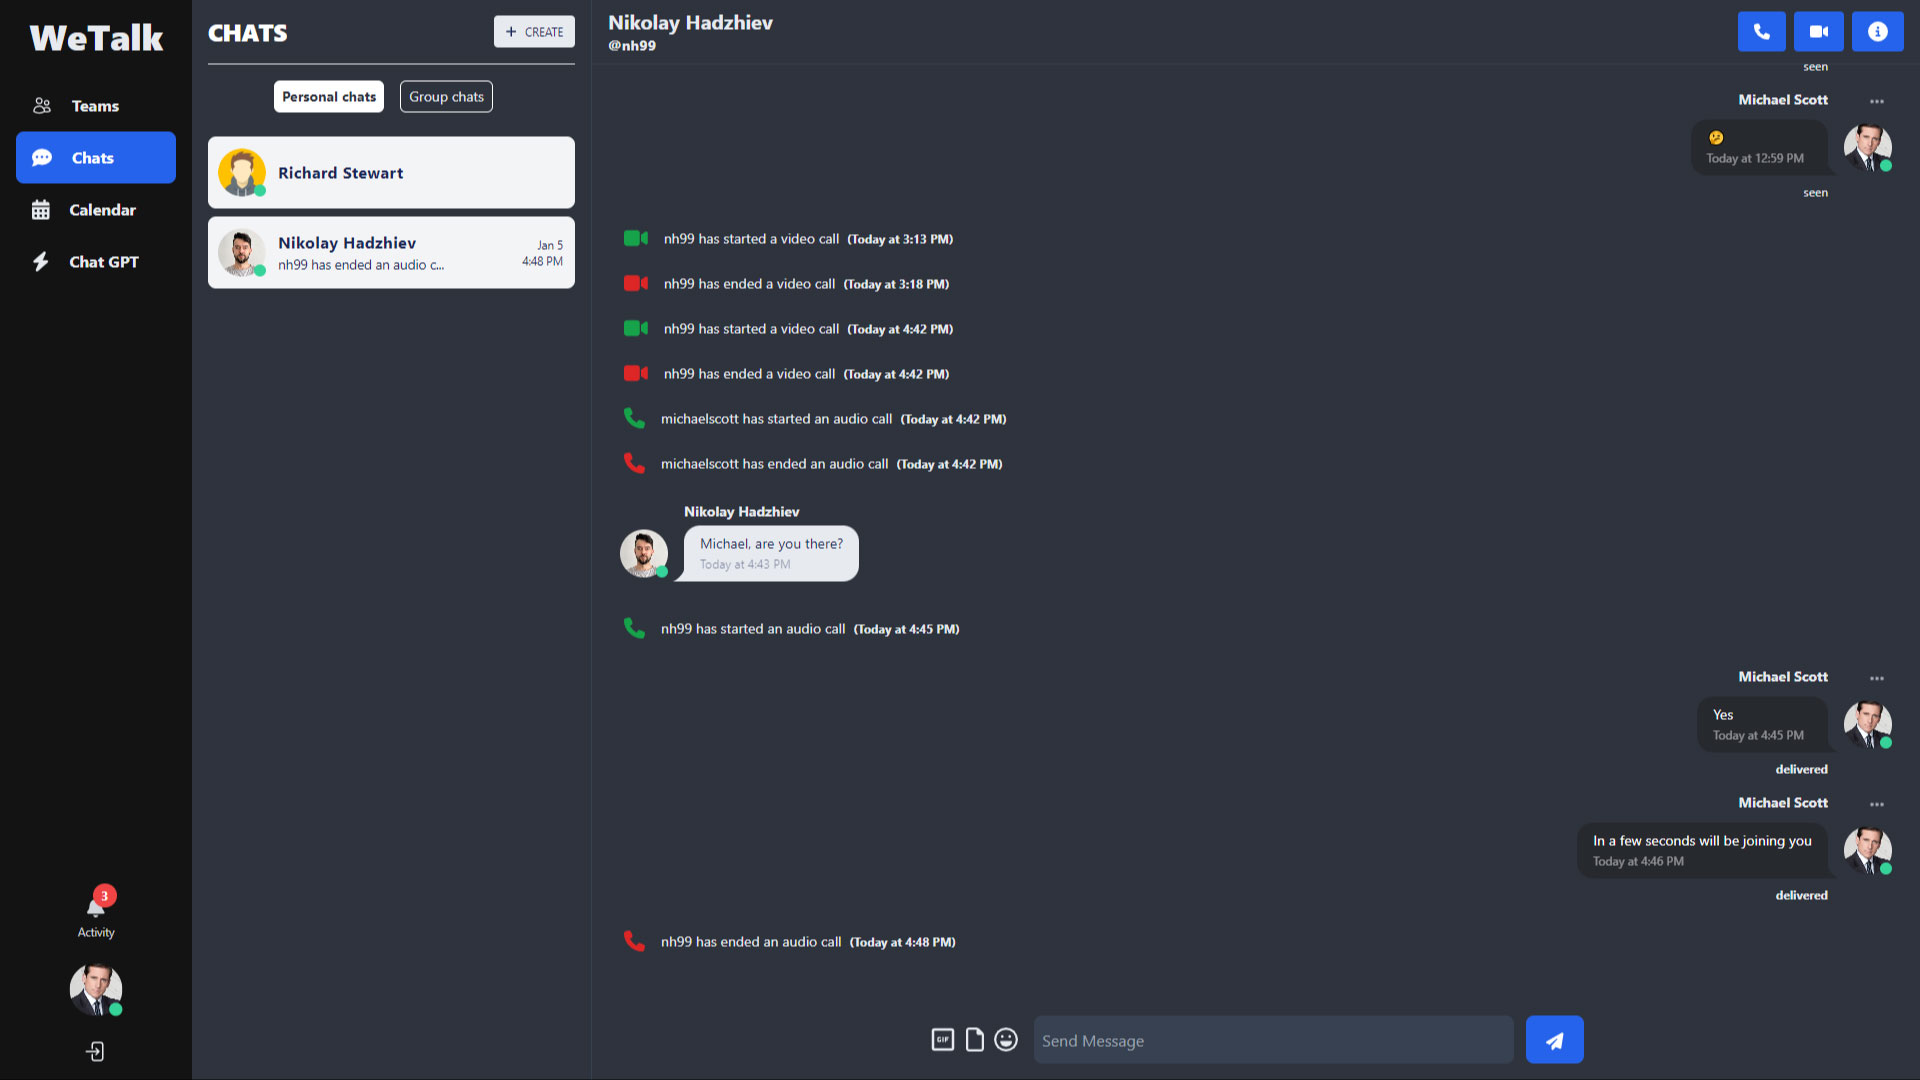 WeTalk
Teams
Chats
Calendar
Chat GPT
3
Activity
CHATS
+ CREATE
Personal chats
Group chats
Richard Stewart
Nikolay Hadzhiev
nh99 has ended an audio c...
Jan 5
4:48 PM
Nikolay Hadzhiev
@nh99
seen
Michael Scott
Today at 12:59 PM
seen
nh99 has started a video call (Today at 3:13 PM)
nh99 has ended a video call (Today at 3:18 PM)
nh99 has started a video call (Today at 4:42 PM)
nh99 has ended a video call (Today at 4:42 PM)
michaelscott has started an audio call (Today at 4:42 PM)
michaelscott has ended an audio call (Today at 4:42 PM)
Nikolay Hadzhiev
Michael, are you there?
Today at 4:43 PM
nh99 has started an audio call (Today at 4:45 PM)
Michael Scott
Yes
Today at 4:45 PM
delivered
Michael Scott
In a few seconds will be joining you
Today at 4:46 PM
delivered
nh99 has ended an audio call (Today at 4:48 PM)
GIF
Send Message